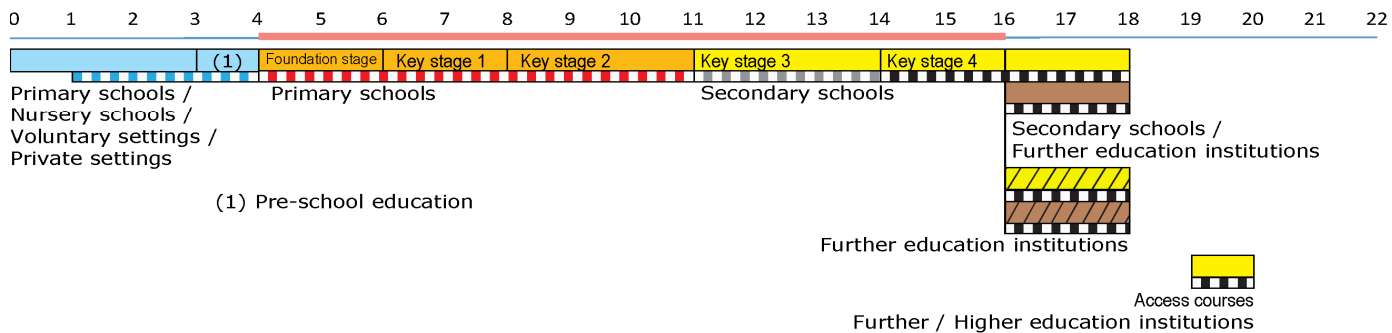 0 1 2 3 4 5 6 7 8 9 10 11 12 13 14 15 16 17 18 19 20 21 22
(1) Foundation stage Key stage 1 Key stage 2 Key stage 3 Key stage 4
Primary schools /
Nursery schools /
Voluntary settings /
Private settings
Primary schools
Secondary schools
Secondary schools /
Further education institutions
(1) Pre-school education
Further education institutions
Access courses
Further / Higher education institutions